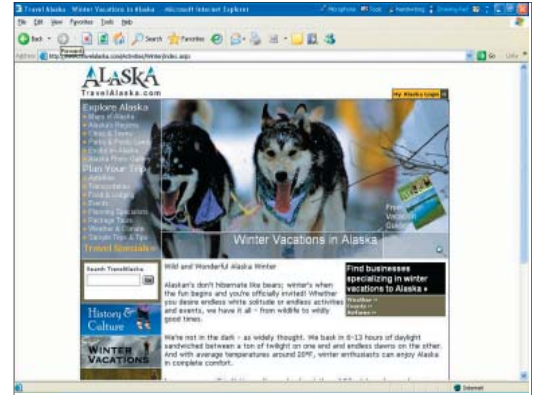 Travel Alaska - Winter Vacations in Alaska - Microsoft Internet Explorer
File Edit View Favorites Tools Help
Back Search Favorites
Forward
Address Go Links
ALASKA
TravelAlaska.com
My Alaska Login
Explore Alaska
Maps of Alaska
Alaska's Regions
Cities & Towns
Parks & Public Lands
Alaska Photo Gallery
Plan Your Trip
Activities
Transportation
Food & Lodging
Events
Planning Specialists
Package Tours
Weather & Climate
Sample Trips & Tips
Travel Specials
Free
Vacation
Guide
Winter Vacations in Alaska
Search TravelAlaska
Go
History &
Culture
WINTER
VACATIONS
Wild and Wonderful Alaska Winter
Alaskan's don't hibernate like bears; winter's when
the fun begins and you're officially invited! Whether
you desire endless white solitude or endless activities
and events, we have it all - from wildlife to wildly
good times.
We're not in the dark - as widely thought. We bask in 6-13 hours of daylight
sandwiched between a ton of twilight on one end and endless dawns on the other.
And with average temperatures around 20°F, winter enthusiasts can enjoy Alaska
in complete comfort.
Find businesses
specializing in winter
vacations to Alaska
Weather
Events
Internet